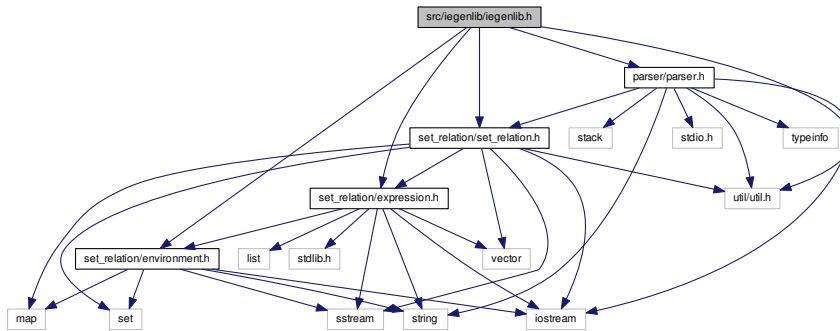 src/iegenlib/iegenlib.h
parser/parser.h
set_relation/set_relation.h
stack
stdio.h
typeinfo
set_relation/expression.h
util/util.h
set_relation/environment.h
list
stdlib.h
vector
map
set
sstream
string
iostream